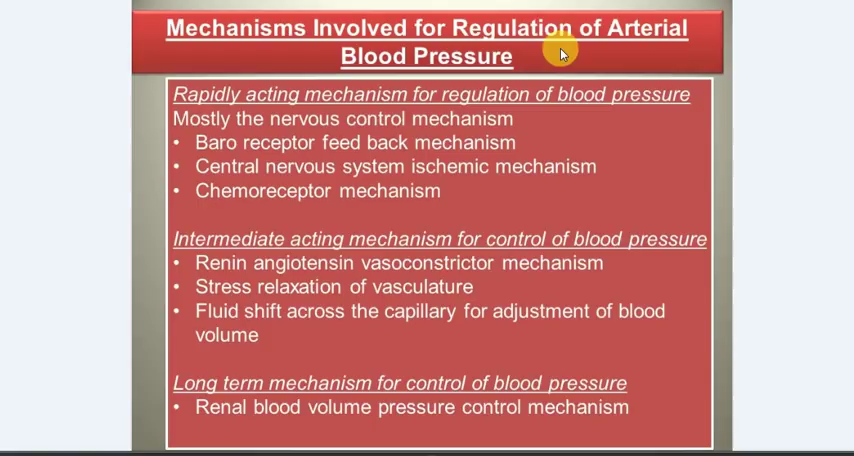 Mechanisms Involved for Regulation of Arterial
Blood Pressure
Rapidly acting mechanism for regulation of blood pressure
Mostly the nervous control mechanism
• Baro receptor feed back mechanism
• Central nervous system ischemic mechanism
• Chemoreceptor mechanism
Intermediate acting mechanism for control of blood pressure
• Renin angiotensin vasoconstrictor mechanism
• Stress relaxation of vasculature
• Fluid shift across the capillary for adjustment of blood
volume
Long term mechanism for control of blood pressure
• Renal blood volume pressure control mechanism